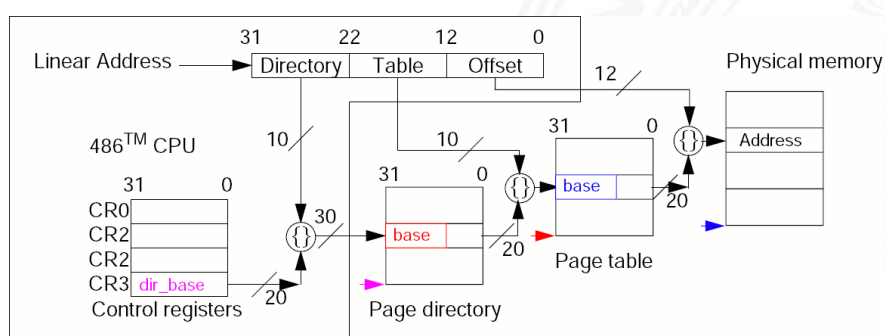 31 22 12 0
Linear Address Directory Table Offset
Physical memory
12
486TM CPU
10
10
31 0
{}
Address
31 0
31 0
{}
base
20
CR0
CR2
CR2
CR3 dir_base
{}
30
base
20
20
Control registers
Page directory
Page table